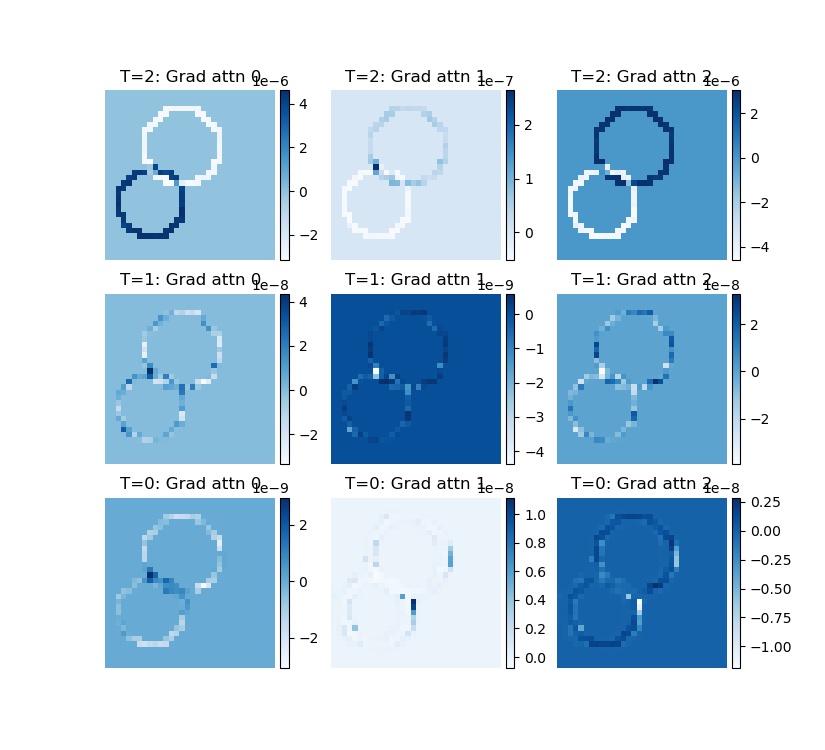 T=2: Grad attn 0
1e−6
T=2: Grad attn 1
1e−7
T=2: Grad attn 2
1e−6
4
2
0
−2
2
1
0
2
0
−2
−4
T=1: Grad attn 0
1e−8
T=1: Grad attn 1
1e−9
T=1: Grad attn 2
1e−8
4
2
0
−2
0
−1
−2
−3
−4
2
0
−2
T=0: Grad attn 0
1e−9
T=0: Grad attn 1
1e−8
T=0: Grad attn 2
1e−8
2
0
−2
1.0
0.8
0.6
0.4
0.2
0.0
0.25
0.00
−0.25
−0.50
−0.75
−1.00